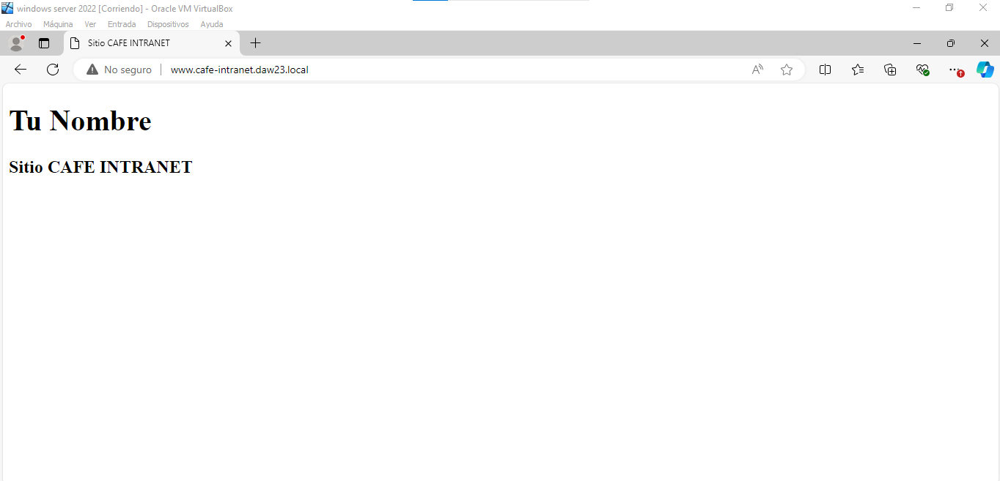 windows server 2022 [Corriendo] - Oracle VM VirtualBox
Archivo Máquina Ver Entrada Dispositivos Ayuda
Sitio CAFE INTRANET
No seguro www.cafe-intranet.daw23.local
Tu Nombre
Sitio CAFE INTRANET